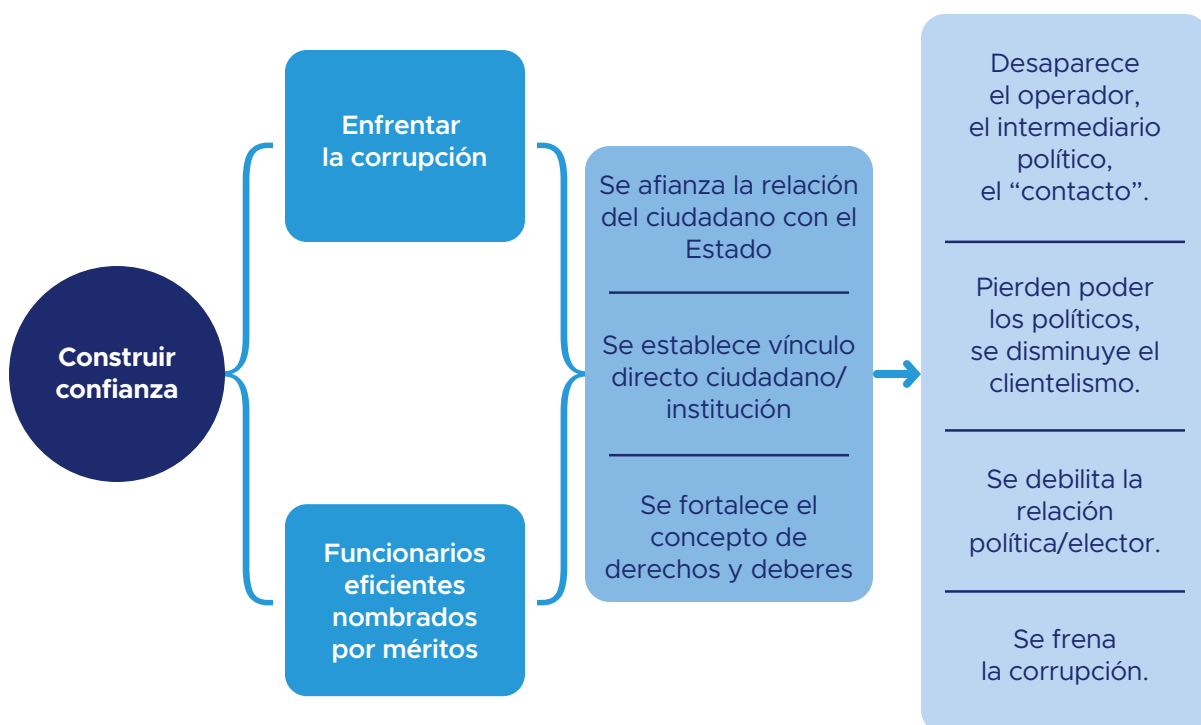 Construir
confianza
Enfrentar
la corrupción
Funcionarios
eficientes
nombrados
por méritos
Se afianza la relación
del ciudadano con el
Estado
Se establece vínculo
directo ciudadano/
institución
Se fortalece el
concepto de
derechos y deberes
Desaparece
el operador,
el intermediario
político,
el “contacto”.
Pierden poder
los políticos,
se disminuye el
clientelismo.
Se debilita la
relación
política/elector.
Se frena
la corrupción.